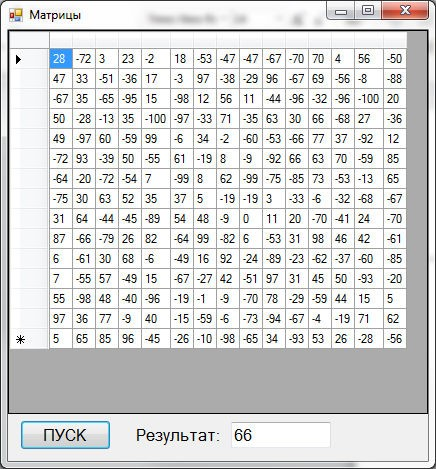 Матрицы
28 -72 3 23 -2 18 -53 -47 -47 -67 -70 70 4 56 -50
47 33 -51 -36 17 -3 97 -38 -29 96 -67 69 -56 -8 -88
-67 35 -65 -95 15 -98 12 56 11 -44 -96 -32 -96 -100 20
50 -28 -13 35 -100 -97 -33 71 -35 63 30 66 -68 27 -36
49 -97 60 -59 99 -6 34 -2 -60 -53 -66 77 37 -92 12
-72 93 -39 50 -55 61 -19 8 -9 -92 66 63 70 -59 85
-64 -20 -72 -54 7 -99 8 62 -99 -75 -85 73 -53 -13 65
-75 30 63 52 35 37 5 -19 -19 3 -33 -6 -32 -68 -67
31 64 -44 -45 -89 54 48 -9 0 11 20 -70 -41 24 -70
87 -66 -79 26 82 -64 99 -82 6 -53 31 98 46 42 -61
6 -61 30 68 -6 -49 16 92 -24 -89 -23 -62 -37 -60 -85
7 -55 57 -49 15 -67 -27 42 -51 97 31 45 50 -93 -20
55 -98 48 -40 -96 -19 -1 -9 -70 78 -29 -59 44 15 5
97 36 77 -9 40 -15 -59 -6 -73 -94 -67 -4 -19 71 62
5 65 85 96 -45 -26 -10 -98 -65 34 -93 53 26 -28 -56
ПУСК Результат: 66